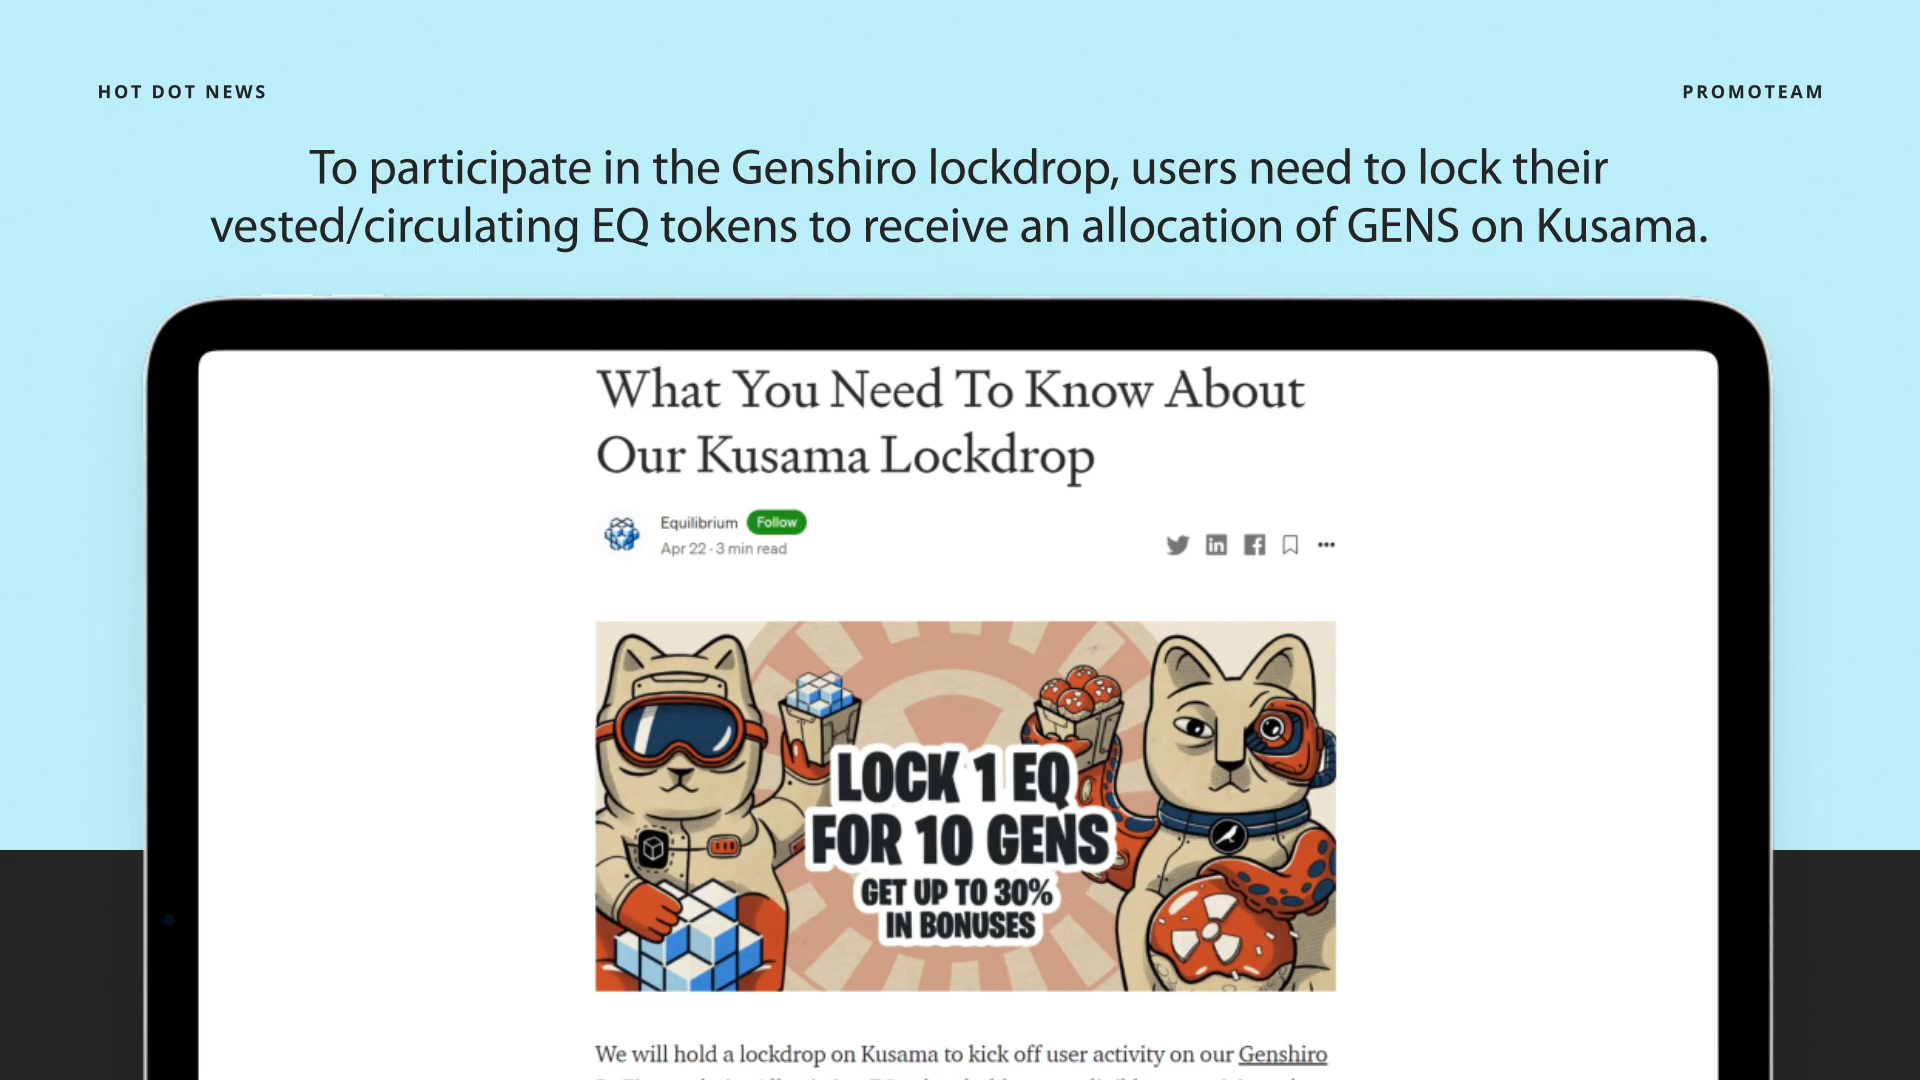 HOT DOT NEWS
PROMOTEAM
To participate in the Genshiro lockdrop, users need to lock their
vested/circulating EQ tokens to receive an allocation of GENS on Kusama.
What You Need To Know About
Our Kusama Lockdrop
Equilibrium Follow
Apr 22 · 3 min read
LOCK 1 EQ
FOR 10 GENS
GET UP TO 30%
IN BONUSES
We will hold a lockdrop on Kusama to kick off user activity on our Genshiro